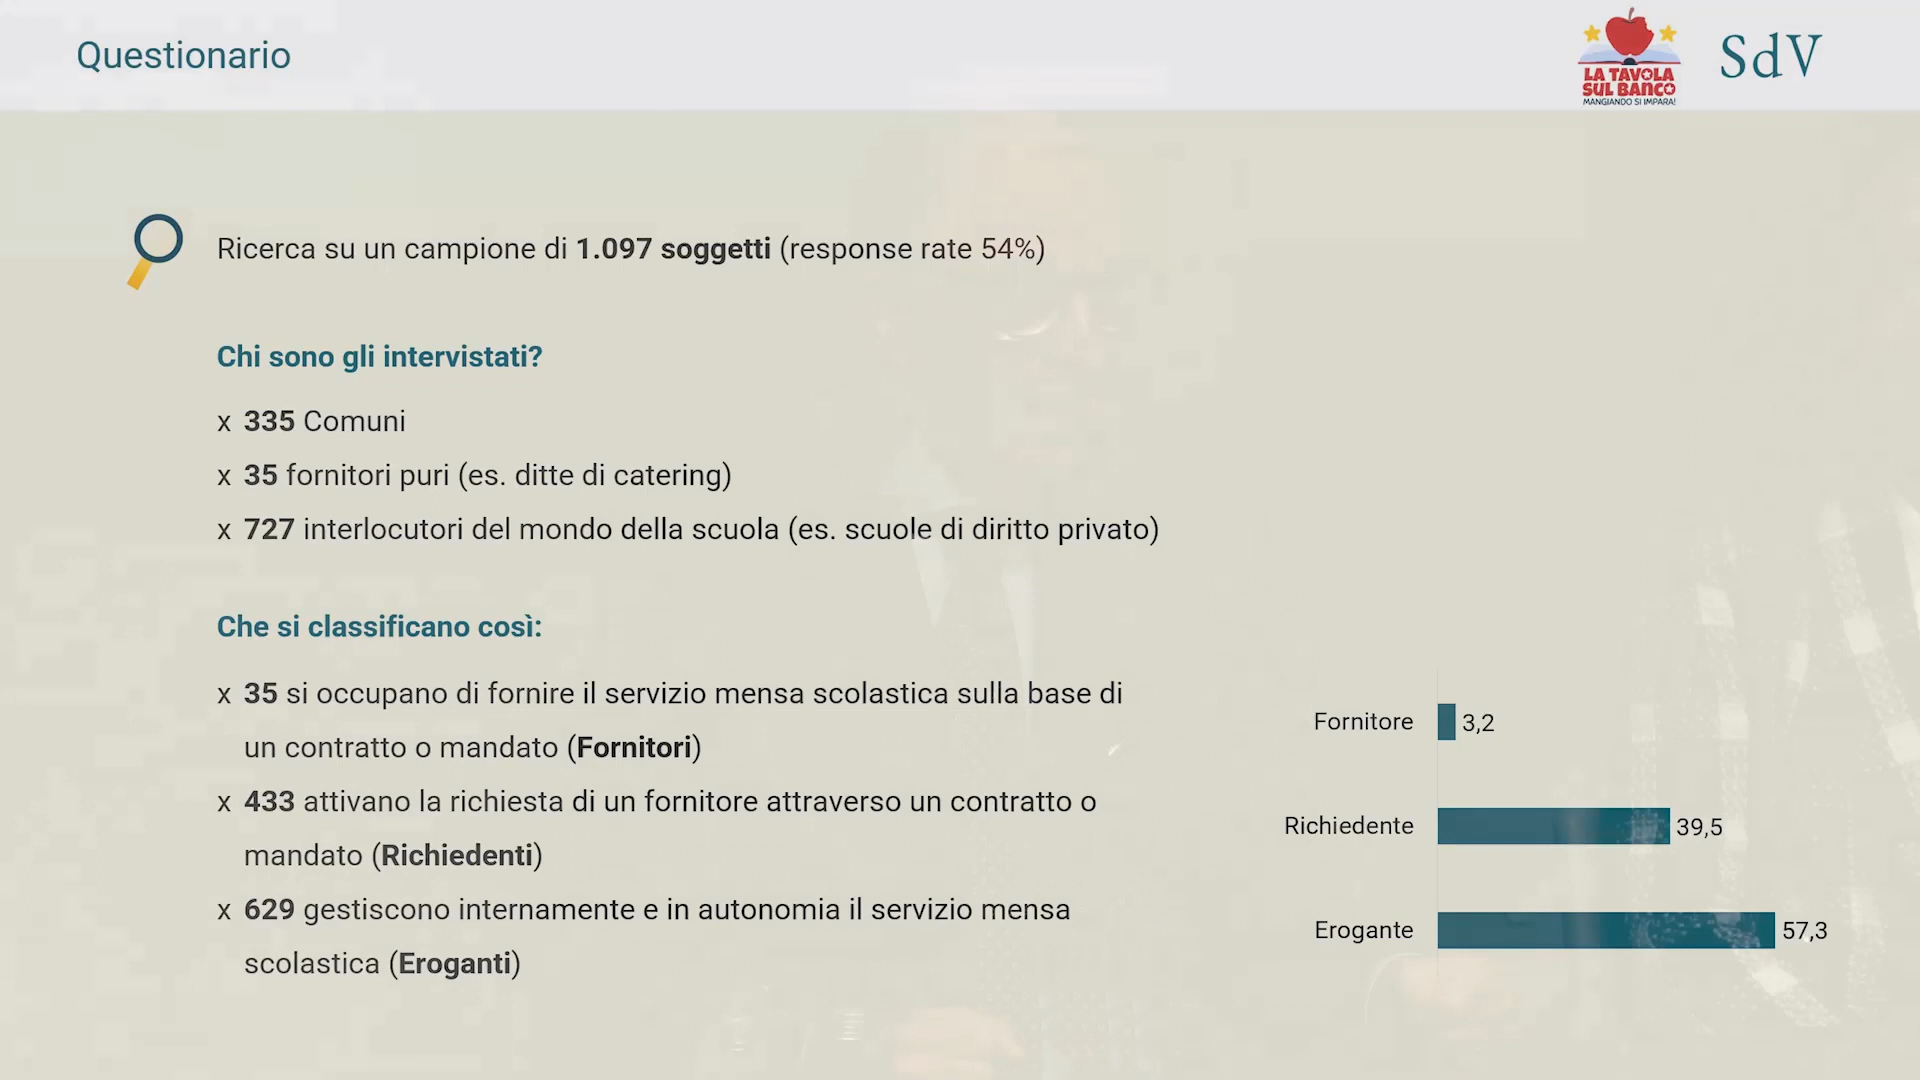 Questionario
LA TAVOLA
SUL BANCO
MANGIANDO SI IMPARA!
SdV
Ricerca su un campione di 1.097 soggetti (response rate 54%)
Chi sono gli intervistati?
x 335 Comuni
x 35 fornitori puri (es. ditte di catering)
x 727 interlocutori del mondo della scuola (es. scuole di diritto privato)
Che si classificano così:
x 35 si occupano di fornire il servizio mensa scolastica sulla base di
un contratto o mandato (Fornitori)
x 433 attivano la richiesta di un fornitore attraverso un contratto o
mandato (Richiedenti)
x 629 gestiscono internamente e in autonomia il servizio mensa
scolastica (Eroganti)
Fornitore 3,2
Richiedente 39,5
Erogante 57,3